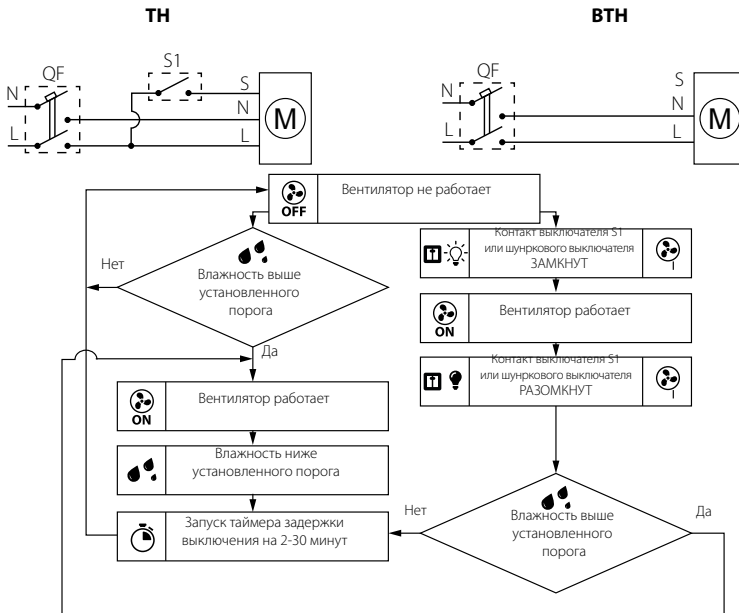 TH
BTH
S1
QF
S
N
N
M
L
L
QF
S
N
N
M
L
L
OFF
Вентилятор не работает
Нет
Влажность выше
установленного
порога
Да
Контакт выключателя S1
или шунркового выключателя
ЗАМКНУТ
ON
Вентилятор работает
Контакт выключателя S1
или шунркового выключателя
РАЗОМКНУТ
ON
Вентилятор работает
Влажность ниже
установленного порога
Запуск таймера задержки
выключения на 2-30 минут
Нет
Влажность выше
установленного
порога
Да